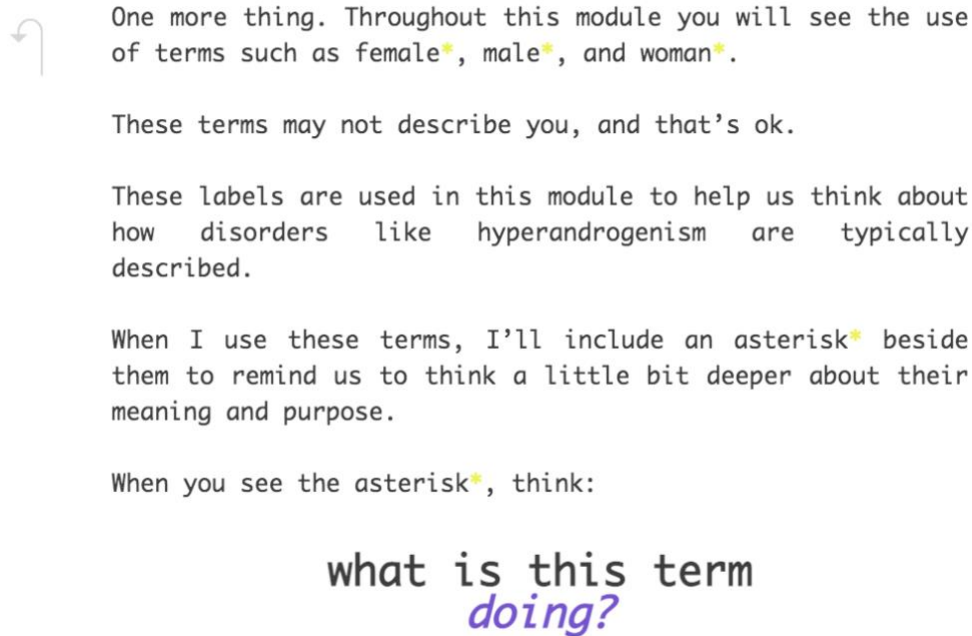 One more thing. Throughout this module you will see the use
of terms such as female*, male*, and woman*.
These terms may not describe you, and that’s ok.
These labels are used in this module to help us think about
how disorders like hyperandrogenism are typically
described.
When I use these terms, I’ll include an asterisk* beside
them to remind us to think a little bit deeper about their
meaning and purpose.
When you see the asterisk*, think:
what is this term
doing?